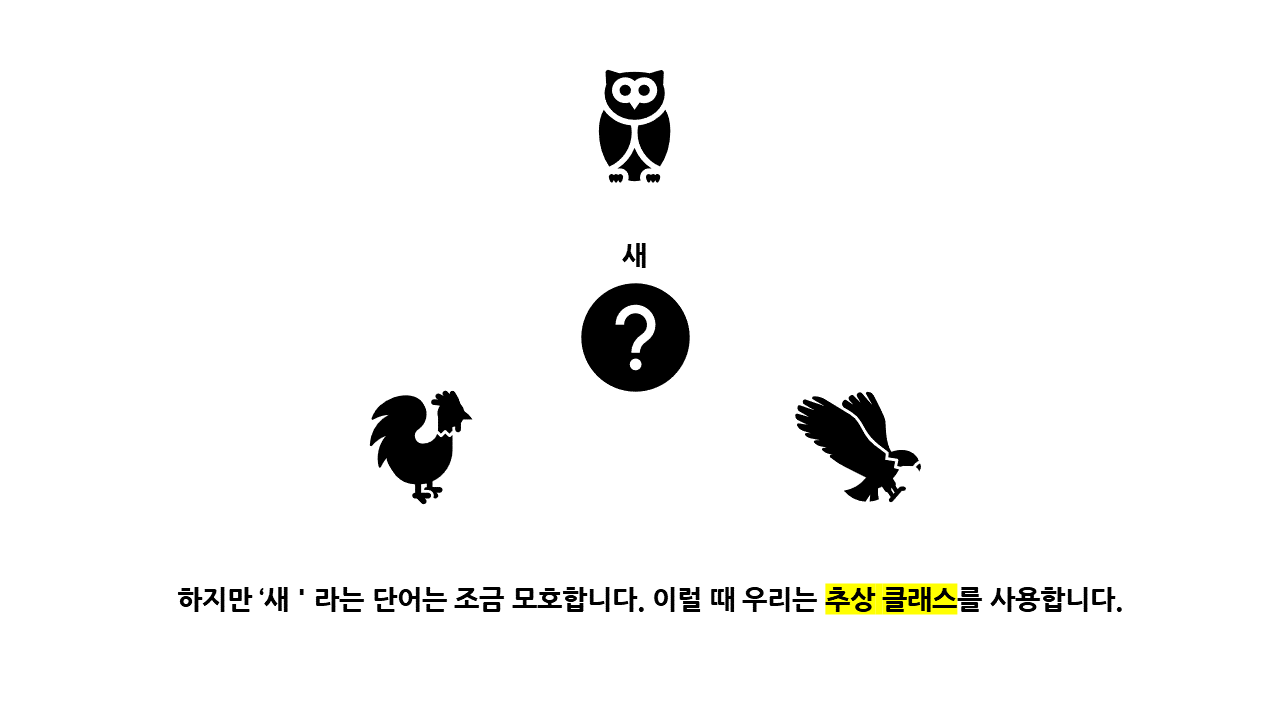 새
하지만 ‘새 ' 라는 단어는 조금 모호합니다. 이럴 때 우리는 추상 클래스를 사용합니다.